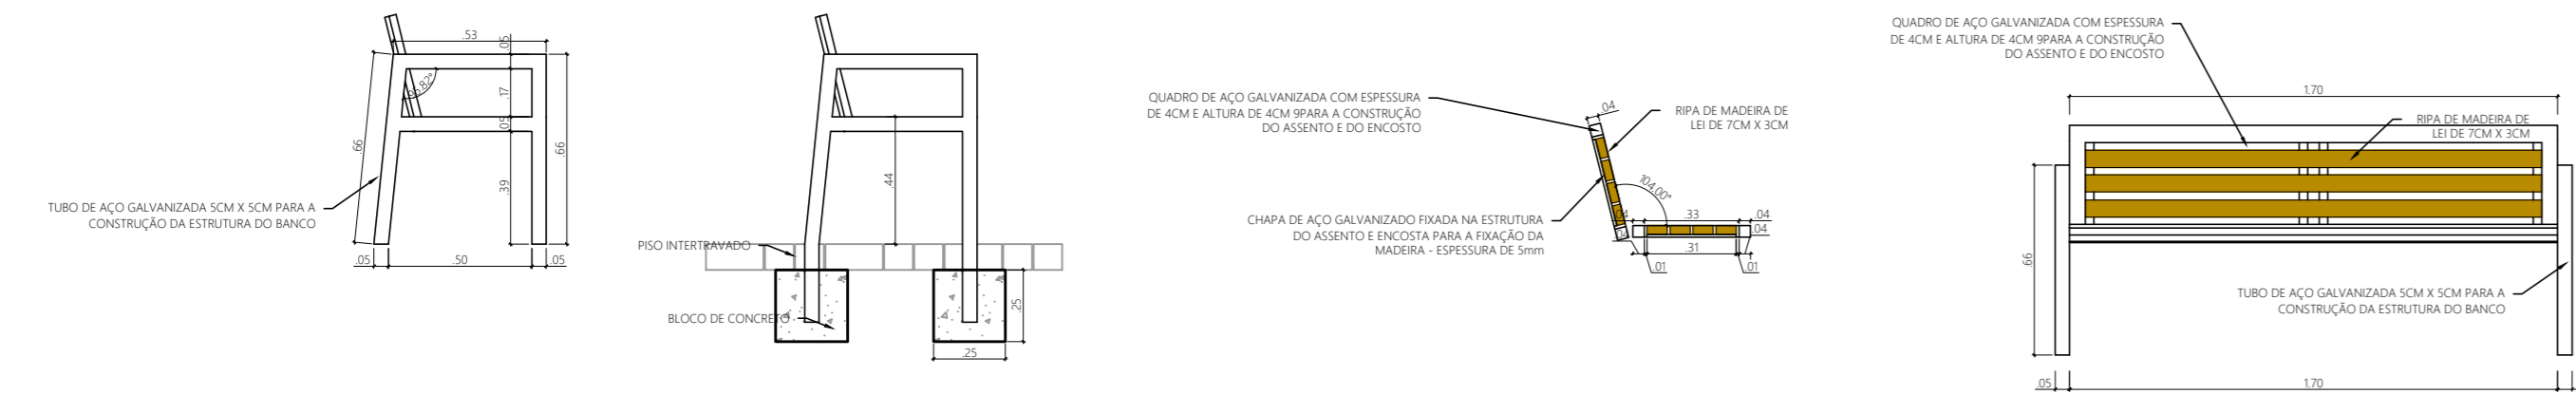 .53
.05
.82°
.17
.05
.66
.66
.39
TUBO DE AÇO GALVANIZADA 5CM X 5CM PARA A
CONSTRUÇÃO DA ESTRUTURA DO BANCO
.05
.50
.05
.44
PISO INTERTRAVADO
BLOCO DE CONCRETO
.25
.25
QUADRO DE AÇO GALVANIZADA COM ESPESSURA
DE 4CM E ALTURA DE 4CM 9PARA A CONSTRUÇÃO
DO ASSENTO E DO ENCOSTO
.04
RIPA DE MADEIRA DE
LEI DE 7CM X 3CM
104.00°
CHAPA DE AÇO GALVANIZADO FIXADA NA ESTRUTURA
DO ASSENTO E ENCOSTA PARA A FIXAÇÃO DA
MADEIRA - ESPESSURA DE 5mm
.04
.33
.04
.04
.04
.31
.01
.01
QUADRO DE AÇO GALVANIZADA COM ESPESSURA
DE 4CM E ALTURA DE 4CM 9PARA A CONSTRUÇÃO
DO ASSENTO E DO ENCOSTO
1.70
RIPA DE MADEIRA DE
LEI DE 7CM X 3CM
.66
TUBO DE AÇO GALVANIZADA 5CM X 5CM PARA A
CONSTRUÇÃO DA ESTRUTURA DO BANCO
.05
1.70